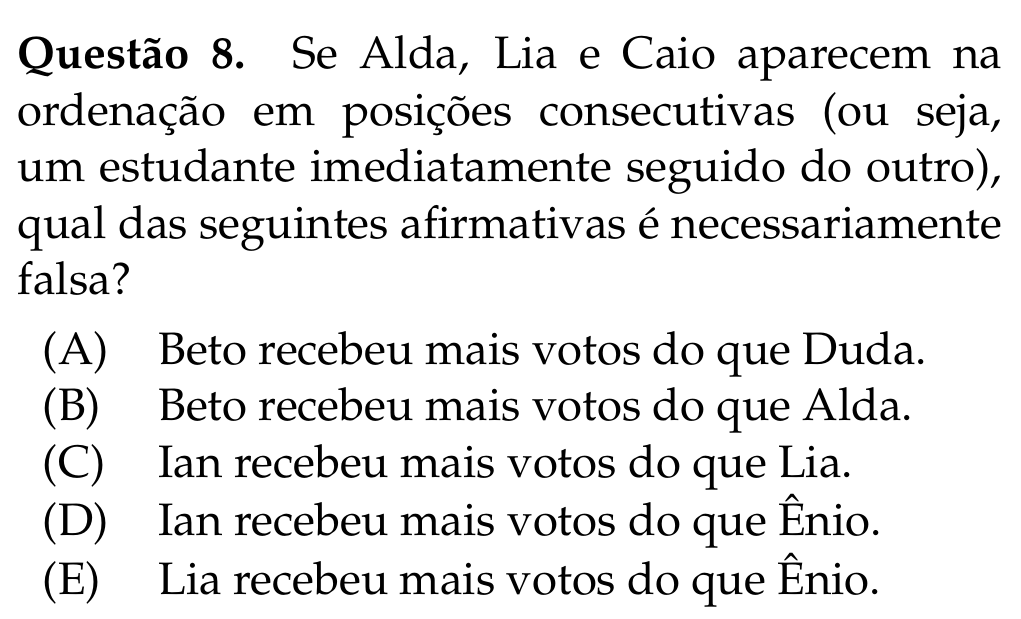 Questão 8. Se Alda, Lia e Caio aparecem na
ordenação em posições consecutivas (ou seja,
um estudante imediatamente seguido do outro),
qual das seguintes afirmativas é necessariamente
falsa?
(A) Beto recebeu mais votos do que Duda.
(B) Beto recebeu mais votos do que Alda.
(C) Ian recebeu mais votos do que Lia.
(D) Ian recebeu mais votos do que Ênio.
(E) Lia recebeu mais votos do que Ênio.